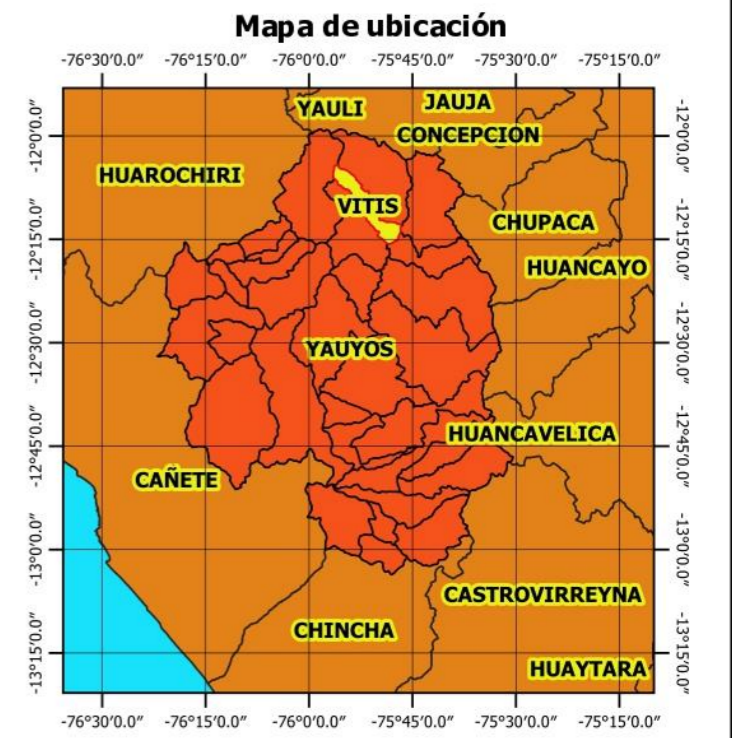 Mapa de ubicación
-76°30'0.0" -76°15'0.0" -76°0'0.0" -75°45'0.0" -75°30'0.0" -75°15'0.0"
YAULI
JAUJA
CONCEPCION
HUAROCHIRI
VITIS
CHUPACA
HUANCAYO
YAUYOS
HUANCAVELICA
CAÑETE
CASTROVIRREYNA
CHINCHA
HUAYTARA
-12°0'0.0"
-12°15'0.0"
-12°30'0.0"
-12°45'0.0"
-13°0'0.0"
-13°15'0.0"
-12°0'0.0"
-12°15'0.0"
-12°30'0.0"
-12°45'0.0"
-13°0'0.0"
-13°15'0.0"
-76°30'0.0" -76°15'0.0" -76°0'0.0" -75°45'0.0" -75°30'0.0" -75°15'0.0"